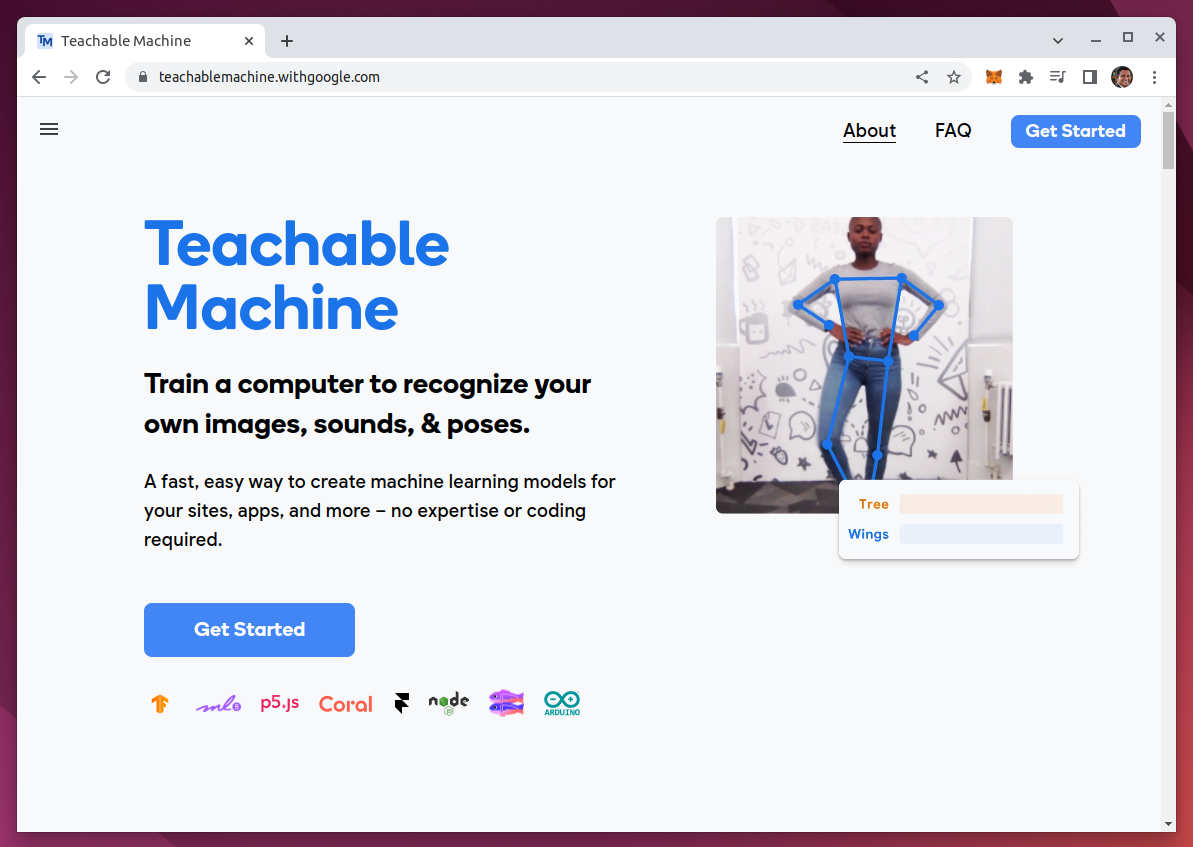 TM Teachable Machine
teachablemachine.withgoogle.com
About FAQ Get Started
Teachable
Machine
Train a computer to recognize your
own images, sounds, & poses.
A fast, easy way to create machine learning models for
your sites, apps, and more – no expertise or coding
required.
Tree
Wings
Get Started
ml5 p5.js Coral node JS ARDUINO